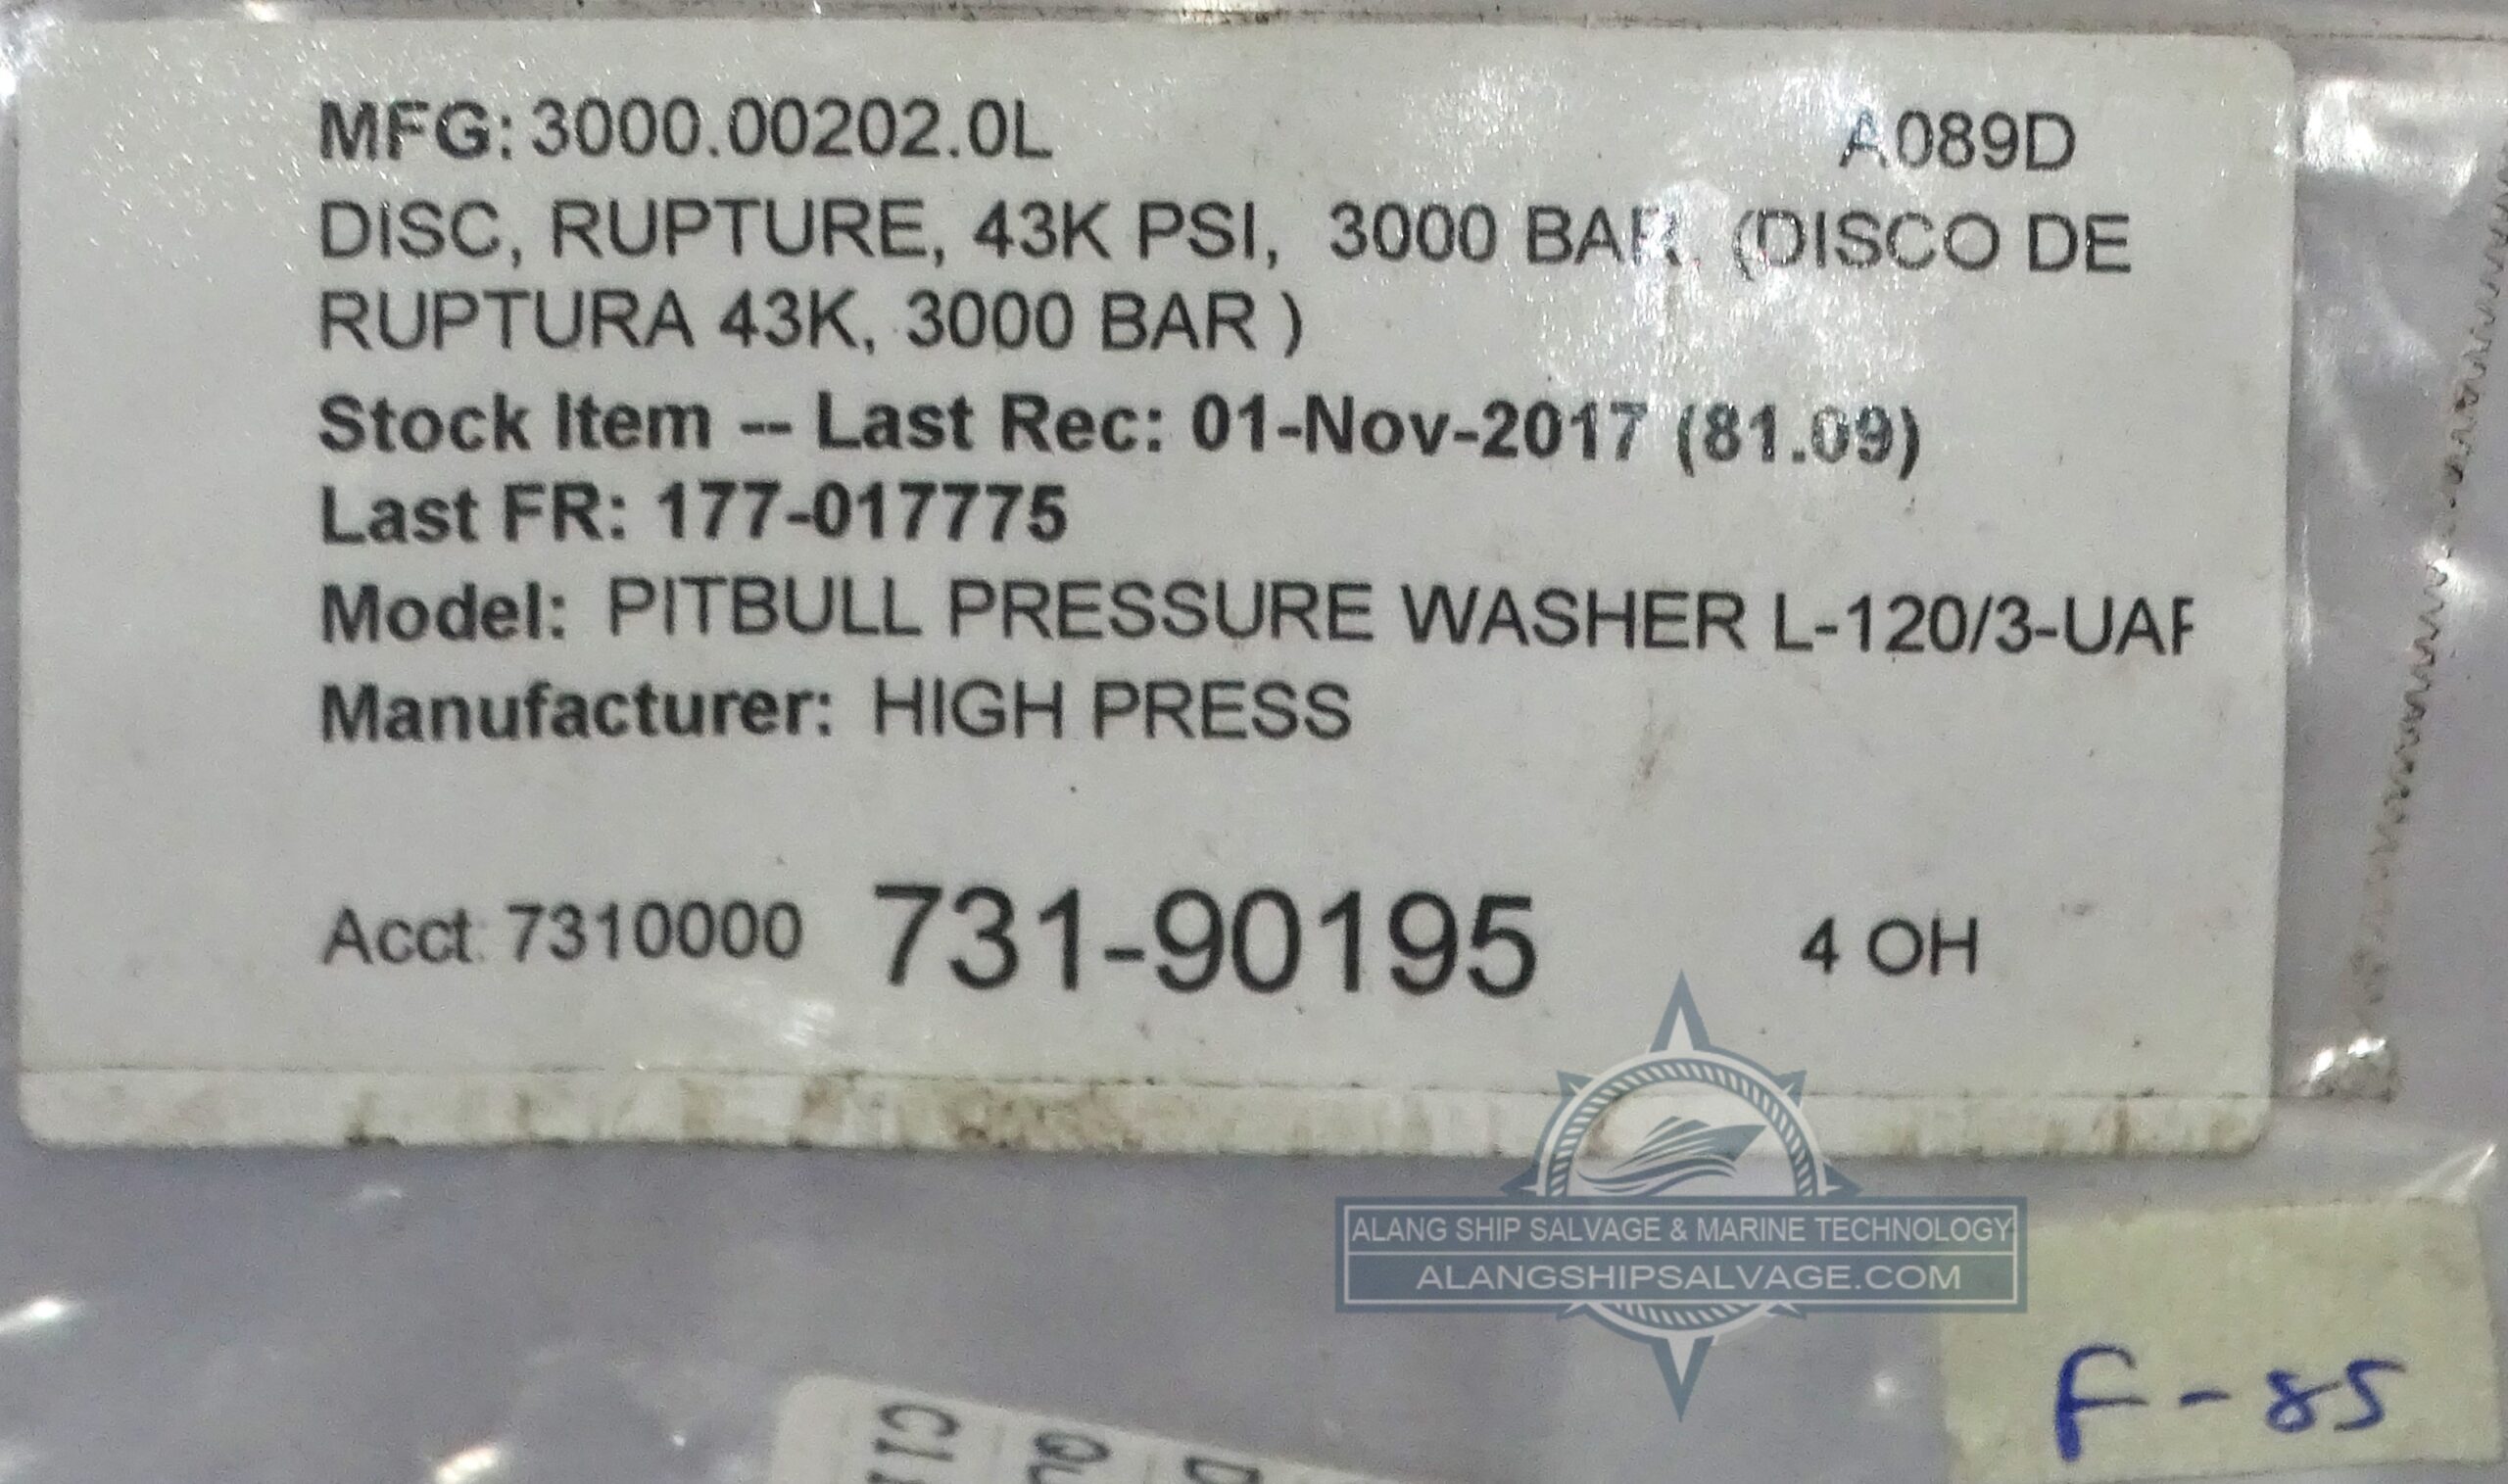 MFG: 3000.00202.0L A089D
DISC, RUPTURE, 43K PSI, 3000 BAR (DISCO DE
RUPTURA 43K, 3000 BAR )
Stock Item -- Last Rec: 01-Nov-2017 (81.09)
Last FR: 177-017775
Model: PITBULL PRESSURE WASHER L-120/3-UAF
Manufacturer: HIGH PRESS
Acct: 7310000 731-90195 4 OH
ALANG SHIP SALVAGE & MARINE TECHNOLOGY
ALANGSHIPSALVAGE.COM
F-85